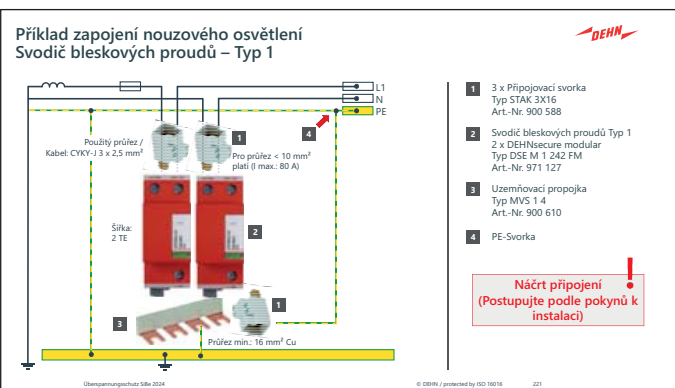 Příklad zapojení nouzového osvětlení
Svodič bleskových proudů – Typ 1
DEHN
L1
N
PE
4
1
Použitý průřez /
Kabel: CYKY-J 3 x 2,5 mm²
Pro průřez < 10 mm²
platí (I max.: 80 A)
Šířka:
2 TE
2
1
3
Průřez min.: 16 mm² Cu
1 3 x Připojovací svorka
Typ STAK 3X16
Art.-Nr. 900 588
2 Svodič bleskových proudů Typ 1
2 x DEHNsecure modular
Typ DSE M 1 242 FM
Art.-Nr. 971 127
3 Uzemňovací propojka
Typ MVS 1 4
Art.-Nr. 900 610
4 PE-Svorka
!
Náčrt připojení
(Postupujte podle pokynů k
instalaci)
Überspannungsschutz SiBe 2024
© DEHN / protected by ISO 16016
221